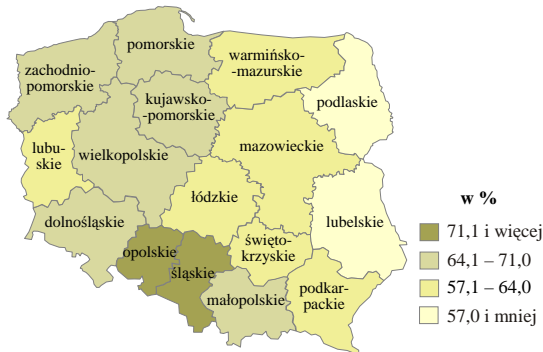 pomorskie
warmińsko-
-mazurskie
zachodnio-
pomorskie
podlaskie
kujawsko-
-pomorskie
lubu-
skie
wielkopolskie
mazowieckie
łódzkie
w %
dolnośląskie
lubelskie
71,1 i więcej
opolskie
święto-
krzyskie
64,1 – 71,0
śląskie
57,1 – 64,0
małopolskie
podkar-
packie
57,0 i mniej